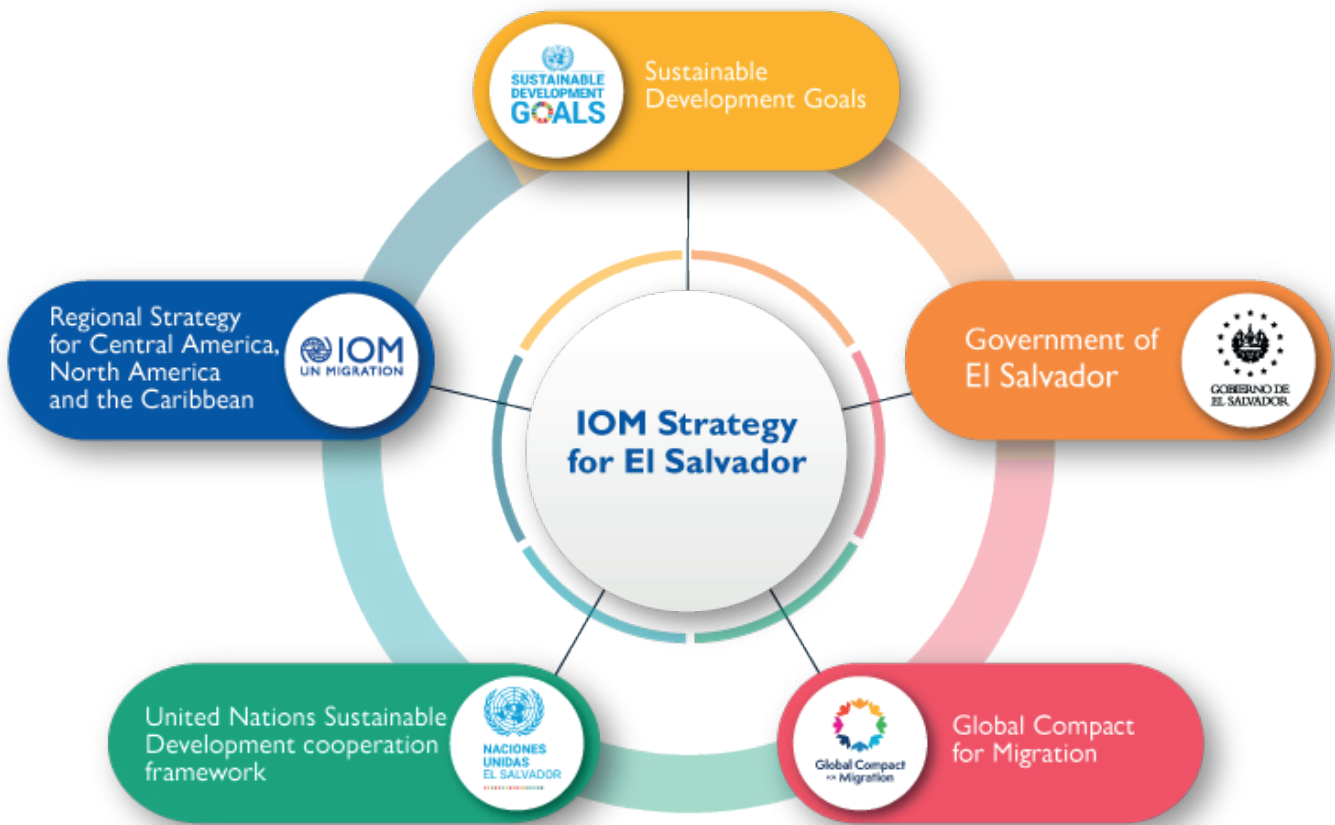 SUSTAINABLE
DEVELOPMENT
GOALS
Sustainable
Development Goals
Regional Strategy
for Central America,
North America
and the Caribbean
IOM
UN MIGRATION
Government of
El Salvador
GOBIERNO DE
EL SALVADOR
IOM Strategy
for El Salvador
United Nations Sustainable
Development cooperation
framework
NACIONES
UNIDAS
EL SALVADOR
Global Compact
FOR Migration
Global Compact
for Migration